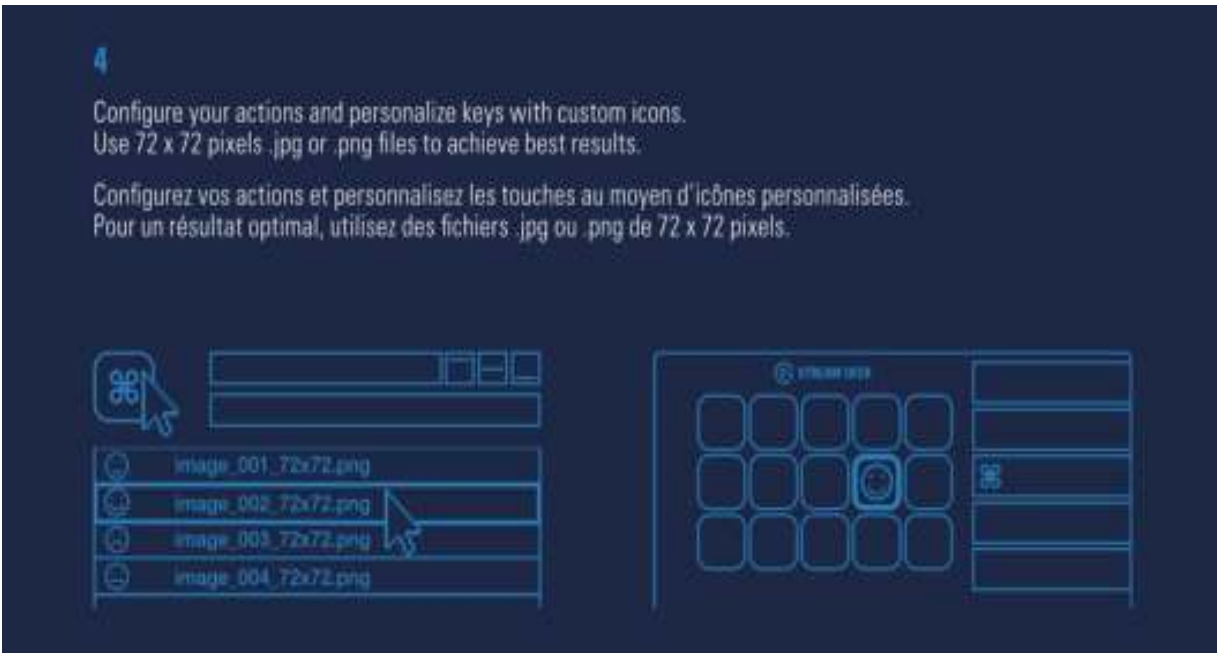 4
Configure your actions and personalize keys with custom icons.
Use 72 x 72 pixels .jpg or .png files to achieve best results.
Configurez vos actions et personnalisez les touches au moyen d'icônes personnalisées.
Pour un résultat optimal, utilisez des fichiers .jpg ou .png de 72 x 72 pixels.
image_001_72x72.png
image_002_72x72.png
image_003_72x72.png
image_004_72x72.png
STREAM DECK